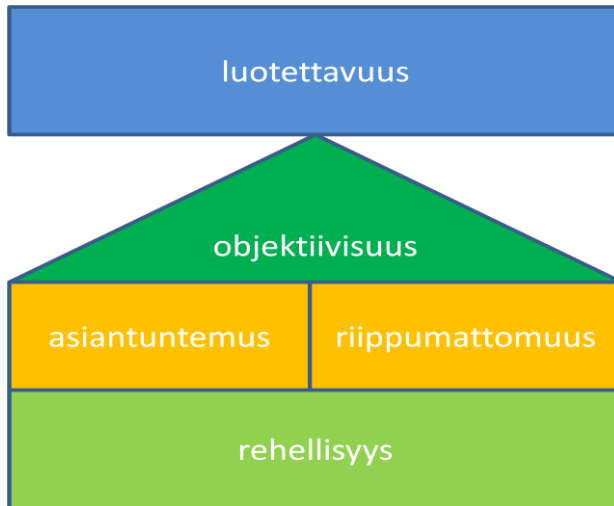 luotettavuus
objektiivisuus
asiantuntemus
riippumattomuus
rehellisyys